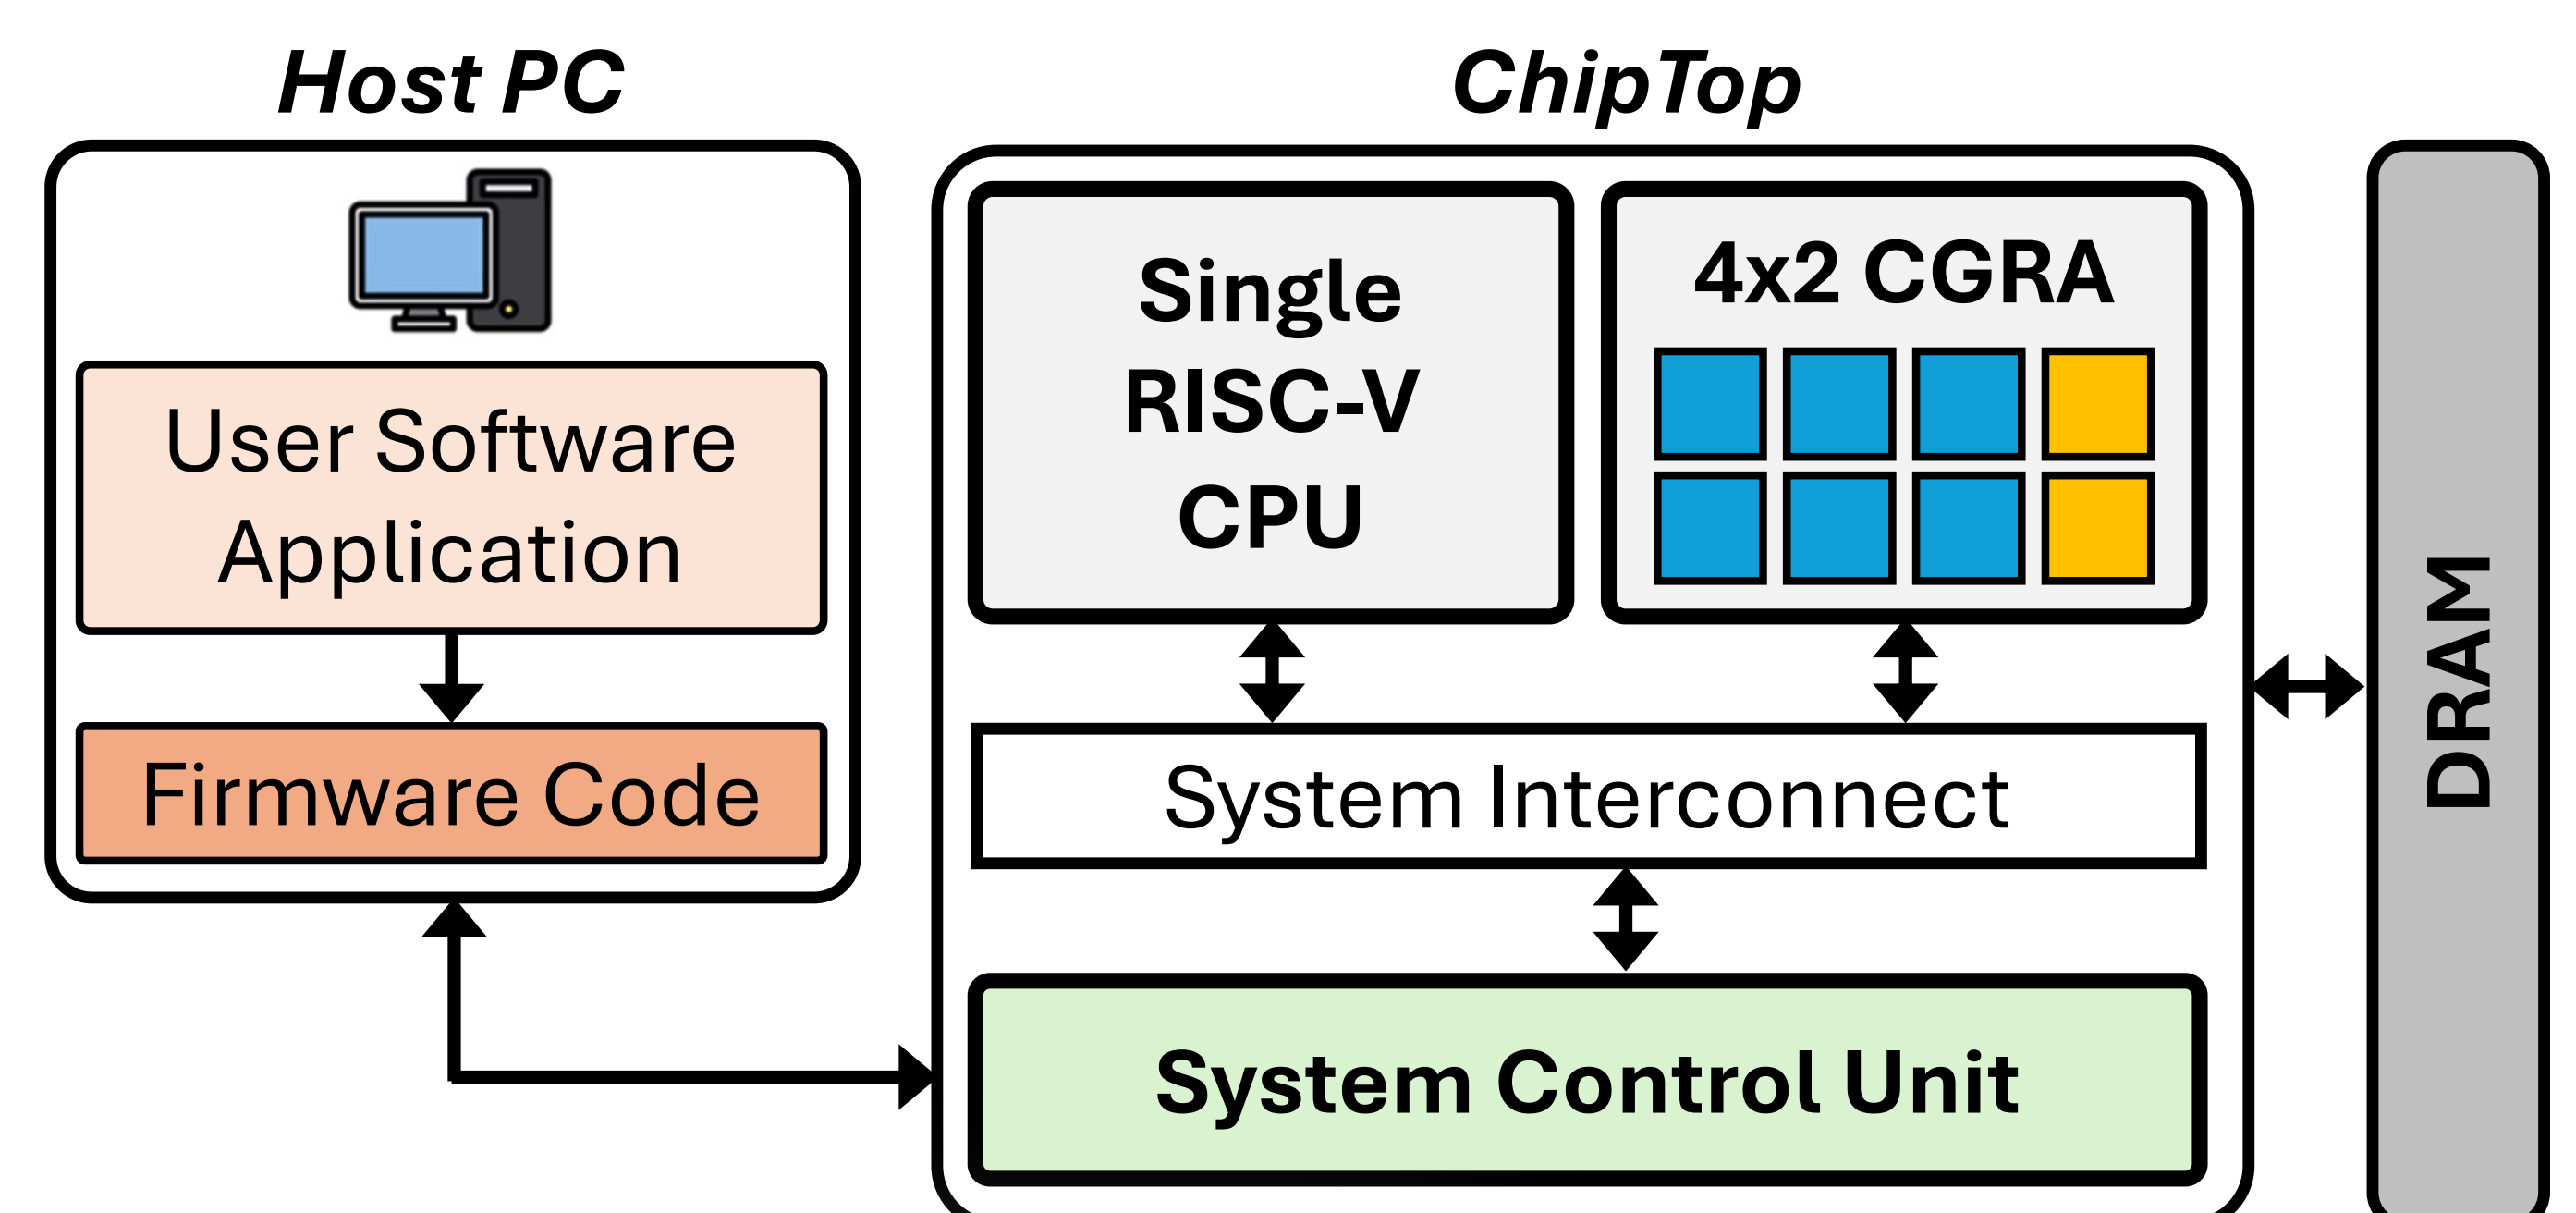 Host PC
User Software
Application
Firmware Code
ChipTop
Single
RISC-V
CPU
4x2 CGRA
System Interconnect
System Control Unit
DRAM